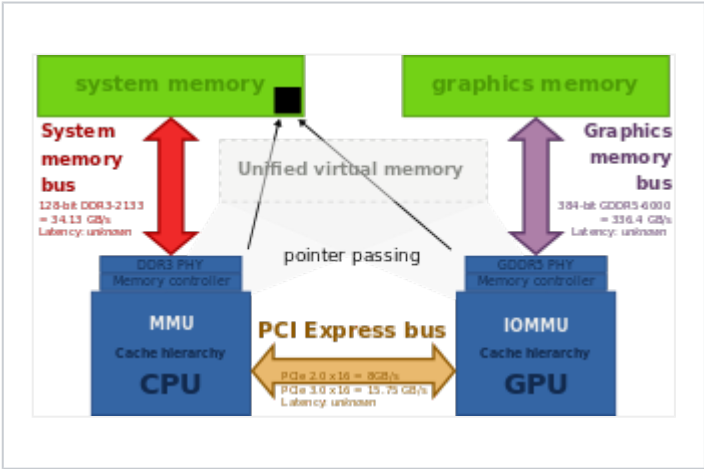 system memory
graphics memory
System
memory
bus
128-bit DDR3-2133
= 34.13 GB/s
Latency: unknown
Unified virtual memory
Graphics
memory
bus
384-bit GDDR5-6000
= 336.4 GB/s
Latency: unknown
pointer passing
DDR3 PHY
Memory controller
MMU
Cache hierarchy
CPU
PCI Express bus
PCIe 2.0 x16 = 8GB/s
PCIe 3.0 x16 = 15.75 GB/s
Latency: unknown
GDDR5 PHY
Memory controller
IOMMU
Cache hierarchy
GPU